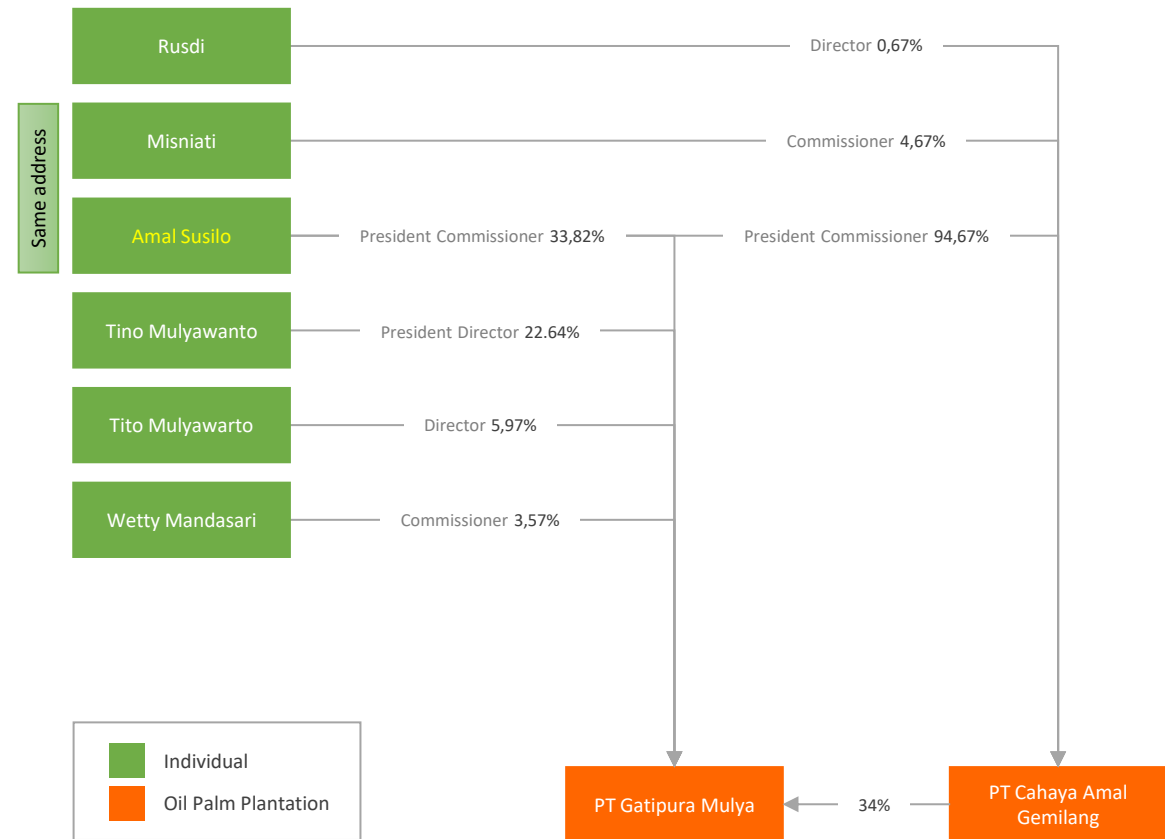 Rusdi
Director 0,67%
Same address
Misniati
Commissioner 4,67%
Amal Susilo
President Commissioner 33,82%
President Commissioner 94,67%
Tino Mulyawanto
President Director 22.64%
Tito Mulyawarto
Director 5,97%
Wetty Mandasari
Commissioner 3,57%
Individual
Oil Palm Plantation
PT Gatipura Mulya
34%
PT Cahaya Amal
Gemilang